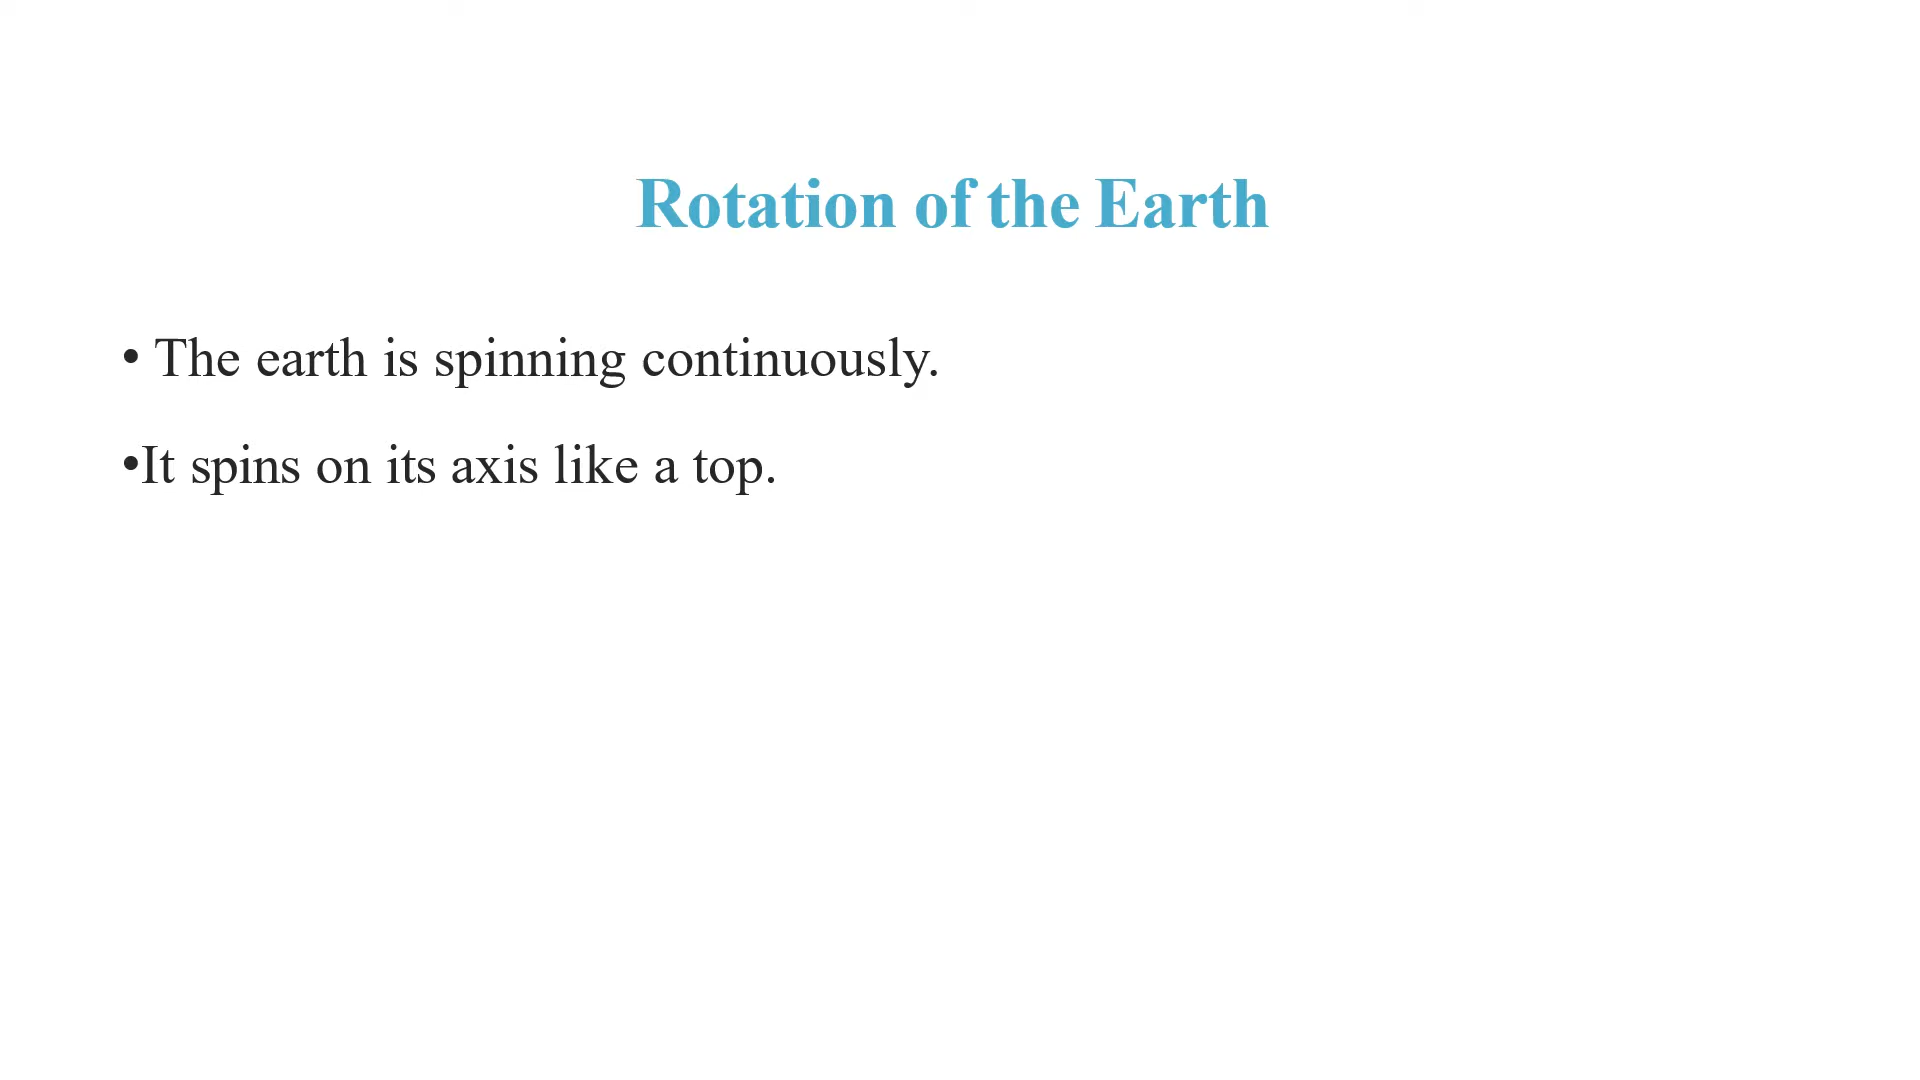 Rotation of the Earth
• The earth is spinning continuously.
•It spins on its axis like a top.